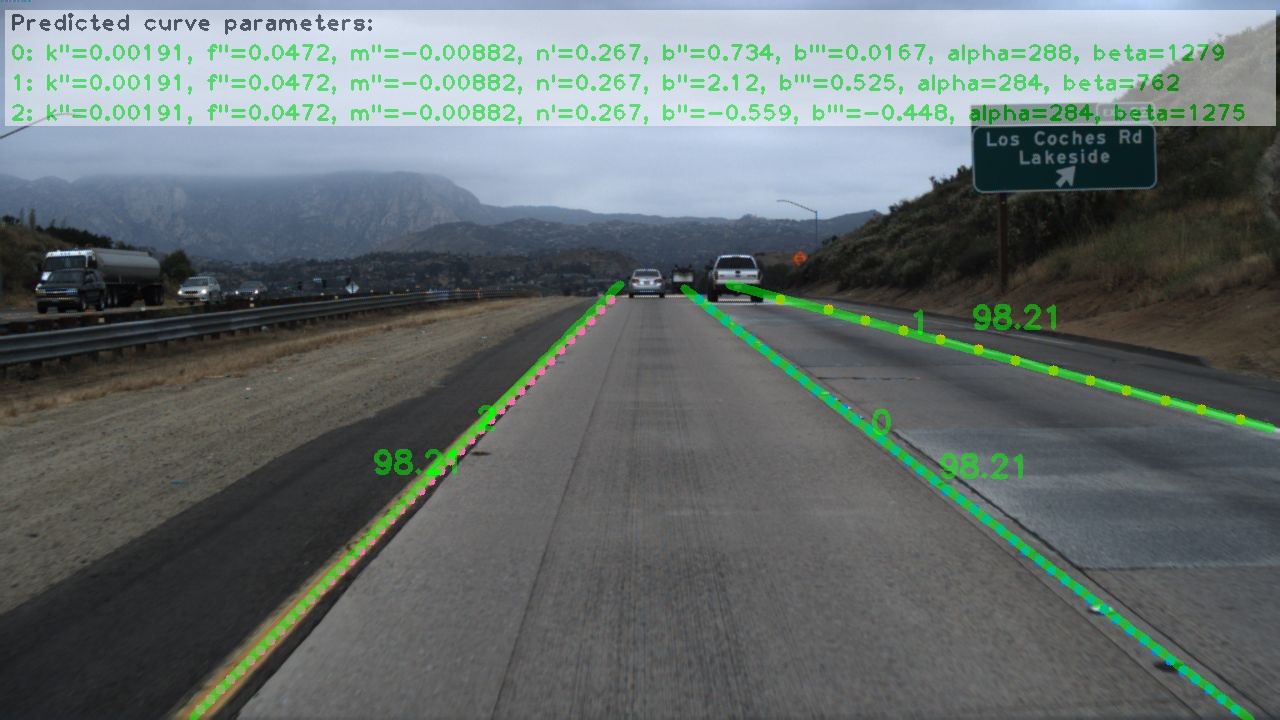 Predicted curve parameters:
0: k''=0.00191, f''=0.0472, m''=−0.00882, n'=0.267, b''=0.734, b'''=0.0167, alpha=288, beta=1279
1: k''=0.00191, f''=0.0472, m''=−0.00882, n'=0.267, b''=2.12, b'''=0.525, alpha=284, beta=762
2: k''=0.00191, f''=0.0472, m''=−0.00882, n'=0.267, b''=−0.559, b'''=−0.448, alpha=284, beta=1275
Los Coches Rd
Lakeside
1
98.21
2
0
98.21
98.21